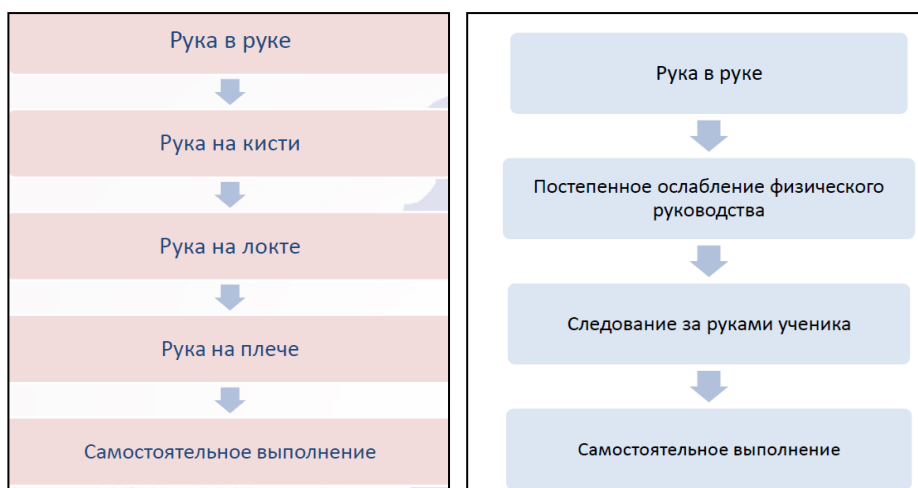 Рука в руке
Рука на кисти
Рука на локте
Рука на плече
Самостоятельное выполнение
Рука в руке
Постепенное ослабление физического
руководства
Следование за руками ученика
Самостоятельное выполнение